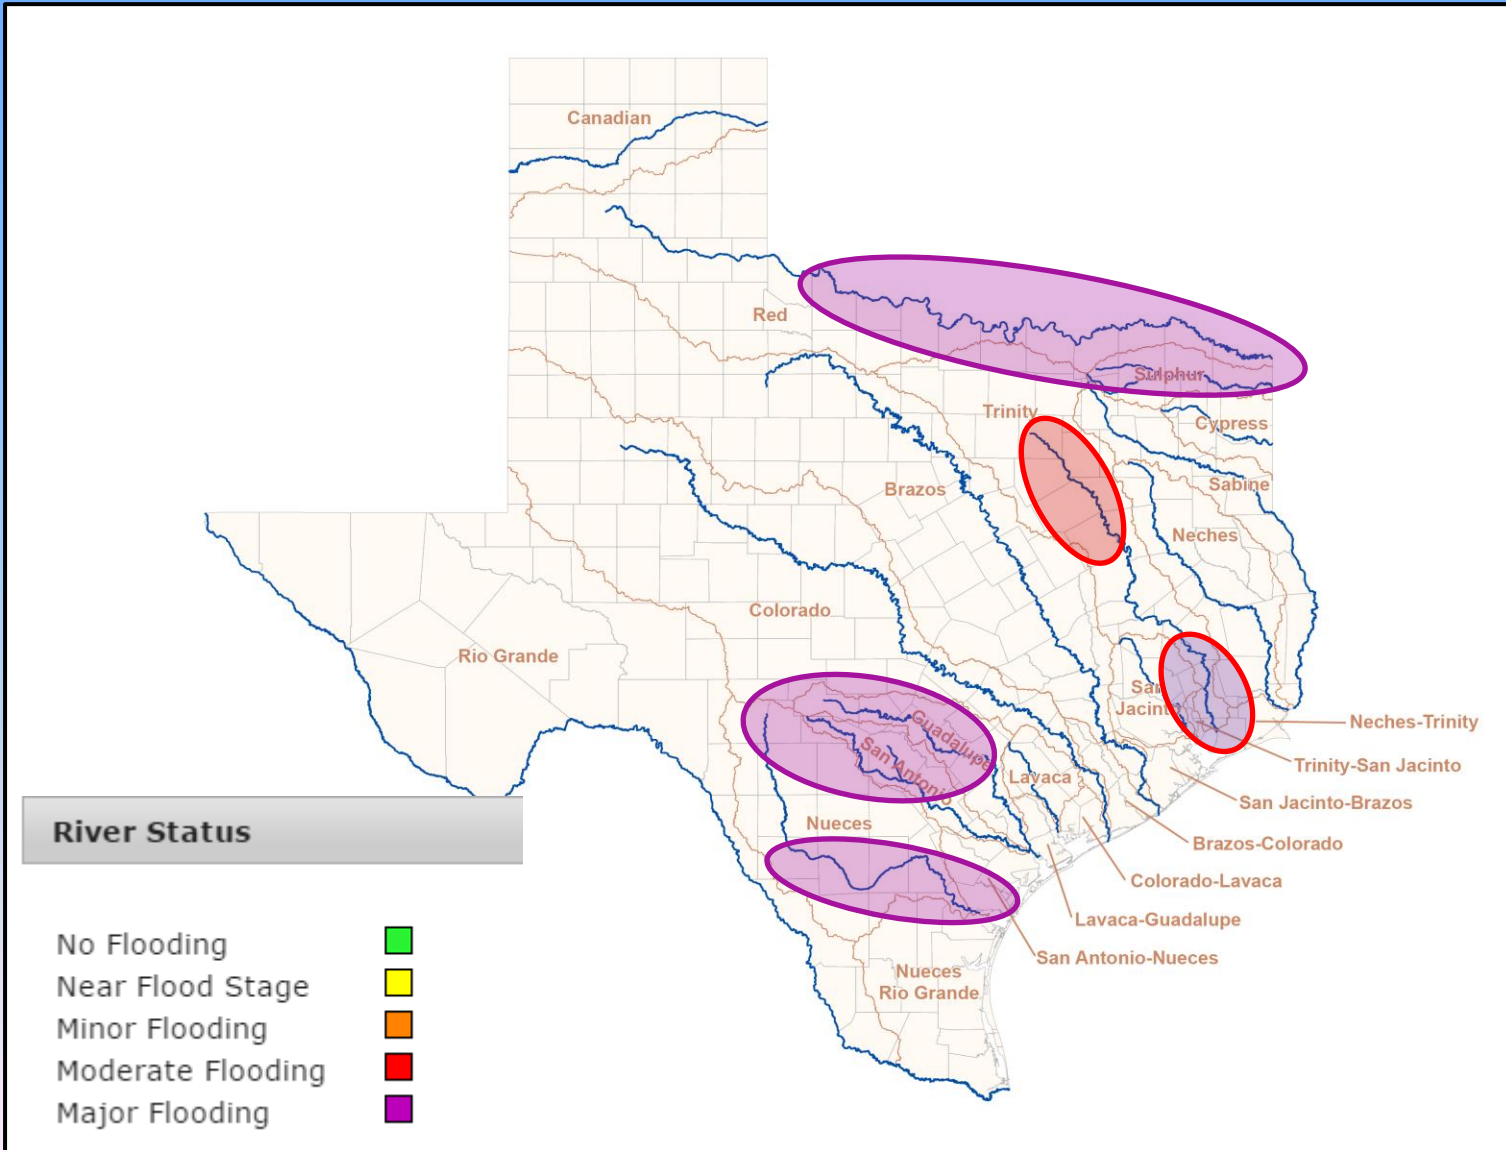 Canadian
Red
Sulphur
Trinity
Cypress
Brazos
Sabine
Neches
Colorado
Rio Grande
San
Jacinto
Guadalupe
San Antonio
Neches-Trinity
Trinity-San Jacinto
Lavaca
San Jacinto-Brazos
Nueces
Brazos-Colorado
Colorado-Lavaca
Lavaca-Guadalupe
San Antonio-Nueces
Nueces
Rio Grande
River Status
No Flooding
Near Flood Stage
Minor Flooding
Moderate Flooding
Major Flooding